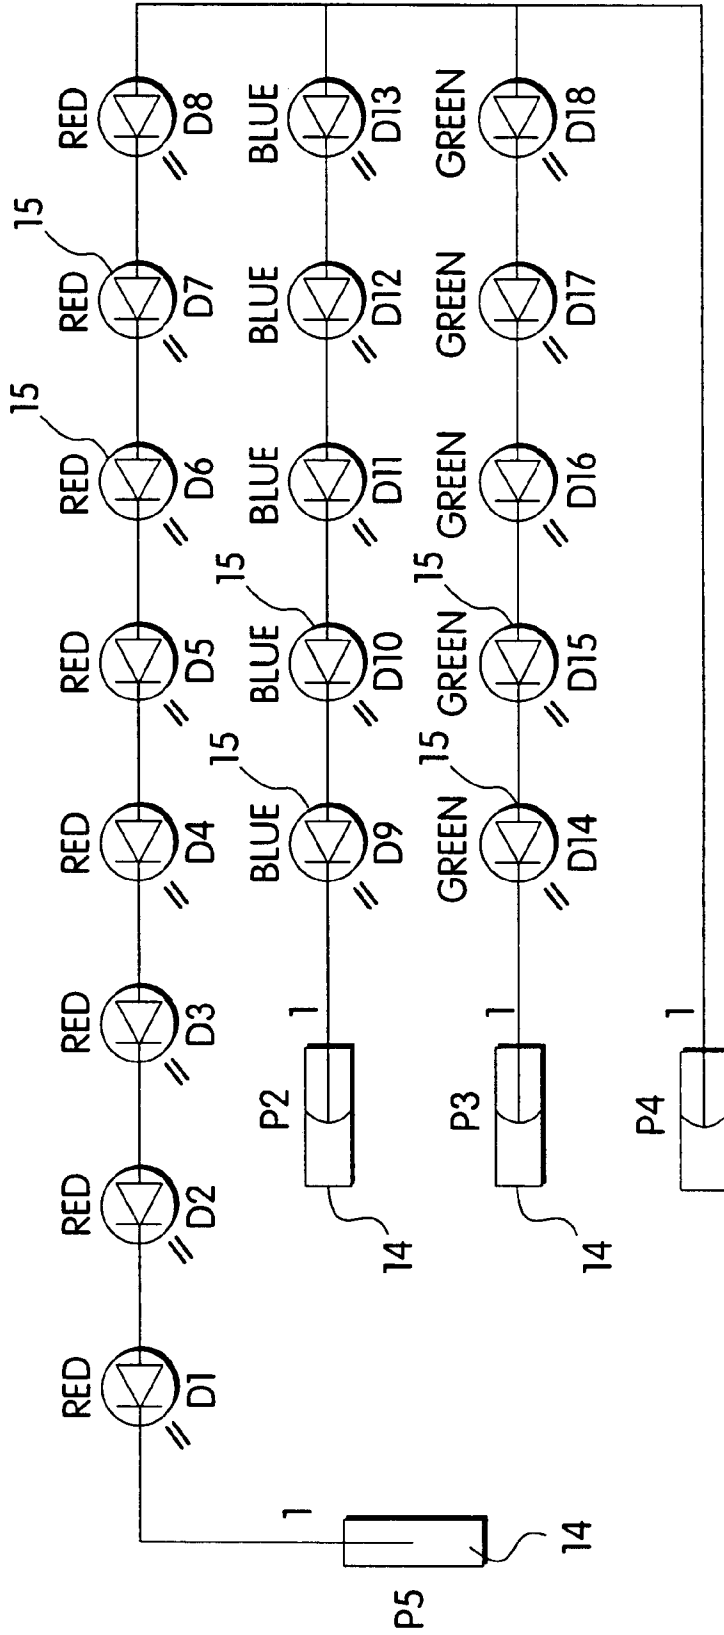 15 15
RED RED RED RED RED RED RED RED
D1 D2 D3 D4 D5 D6 D7 D8
15 15
P2 BLUE BLUE BLUE BLUE BLUE
1 1
P5 14 D9 D10 D11 D12 D13
15 15
P3 GREEN GREEN GREEN GREEN GREEN
1
14 14 D14 D15 D16 D17 D18
P4
1